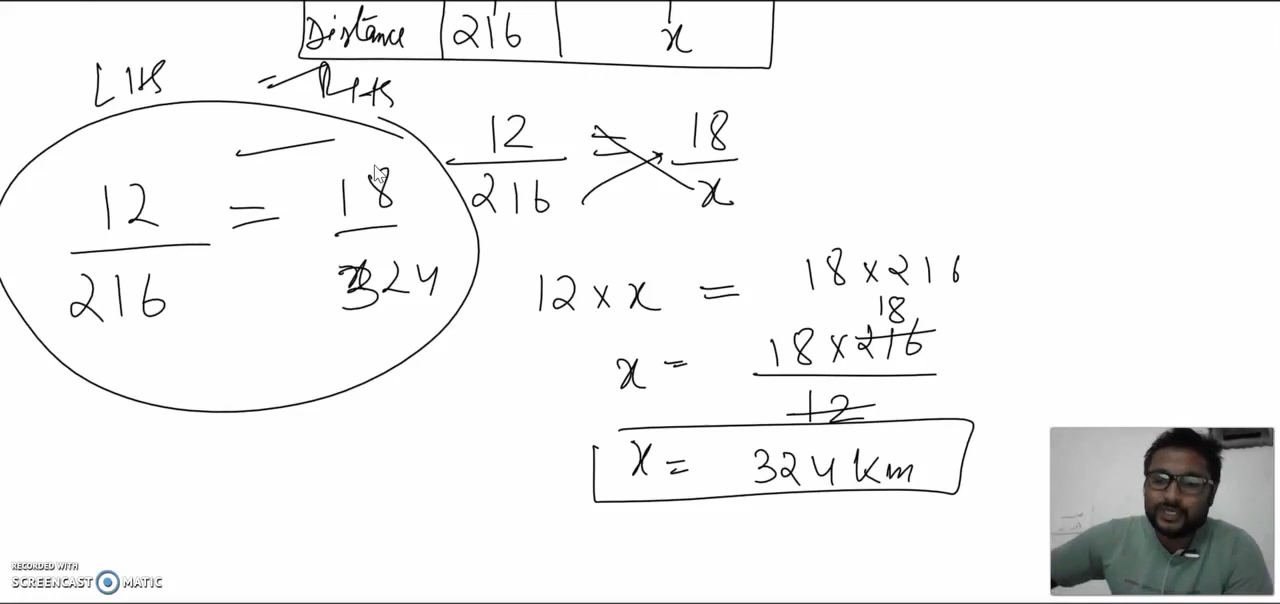 Distance 216 x
LHS = RHS
12/216 = 18/324
12/216 = 18/x
12 × x = 18 × 216
18
x = 18 × 216/12
x = 324 Km
RECORDED WITH
SCREENCAST MATIC